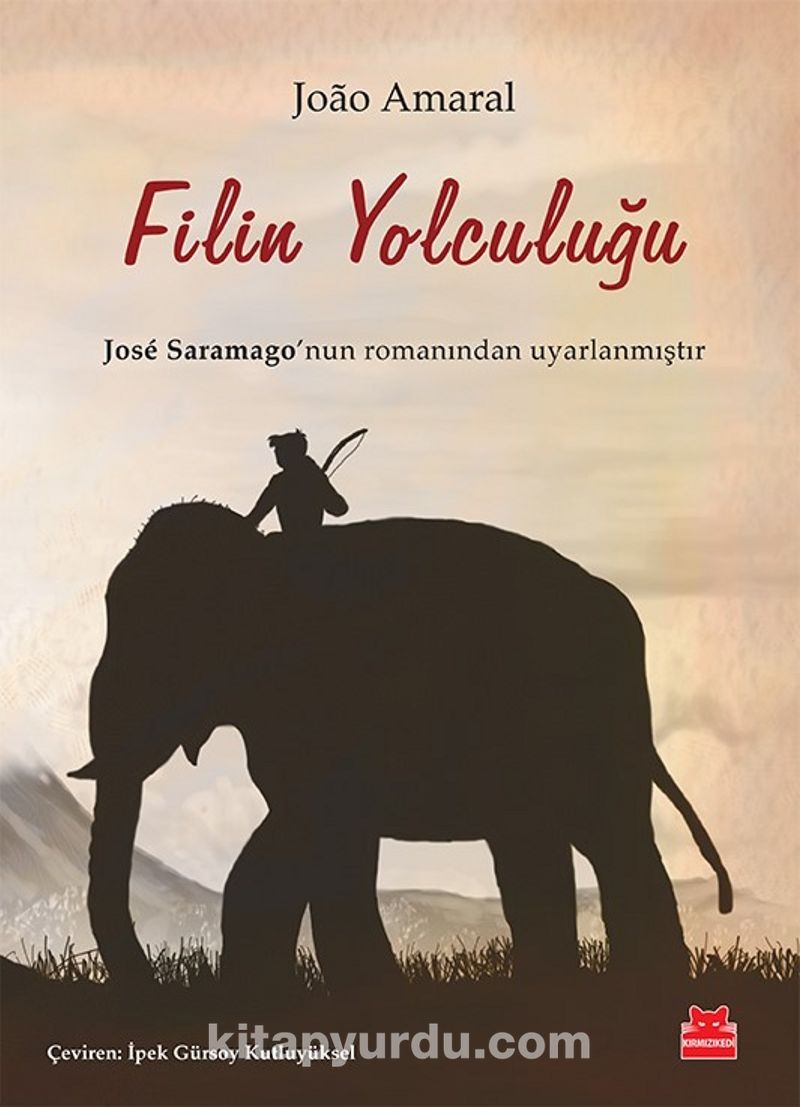 João Amaral
Filin Yolculuğu
José Saramago'nun romanından uyarlanmıştır
kitapyurdu.com
Çeviren: İpek Gürsoy Kutluyüksel
KIRMIZIKEDİ